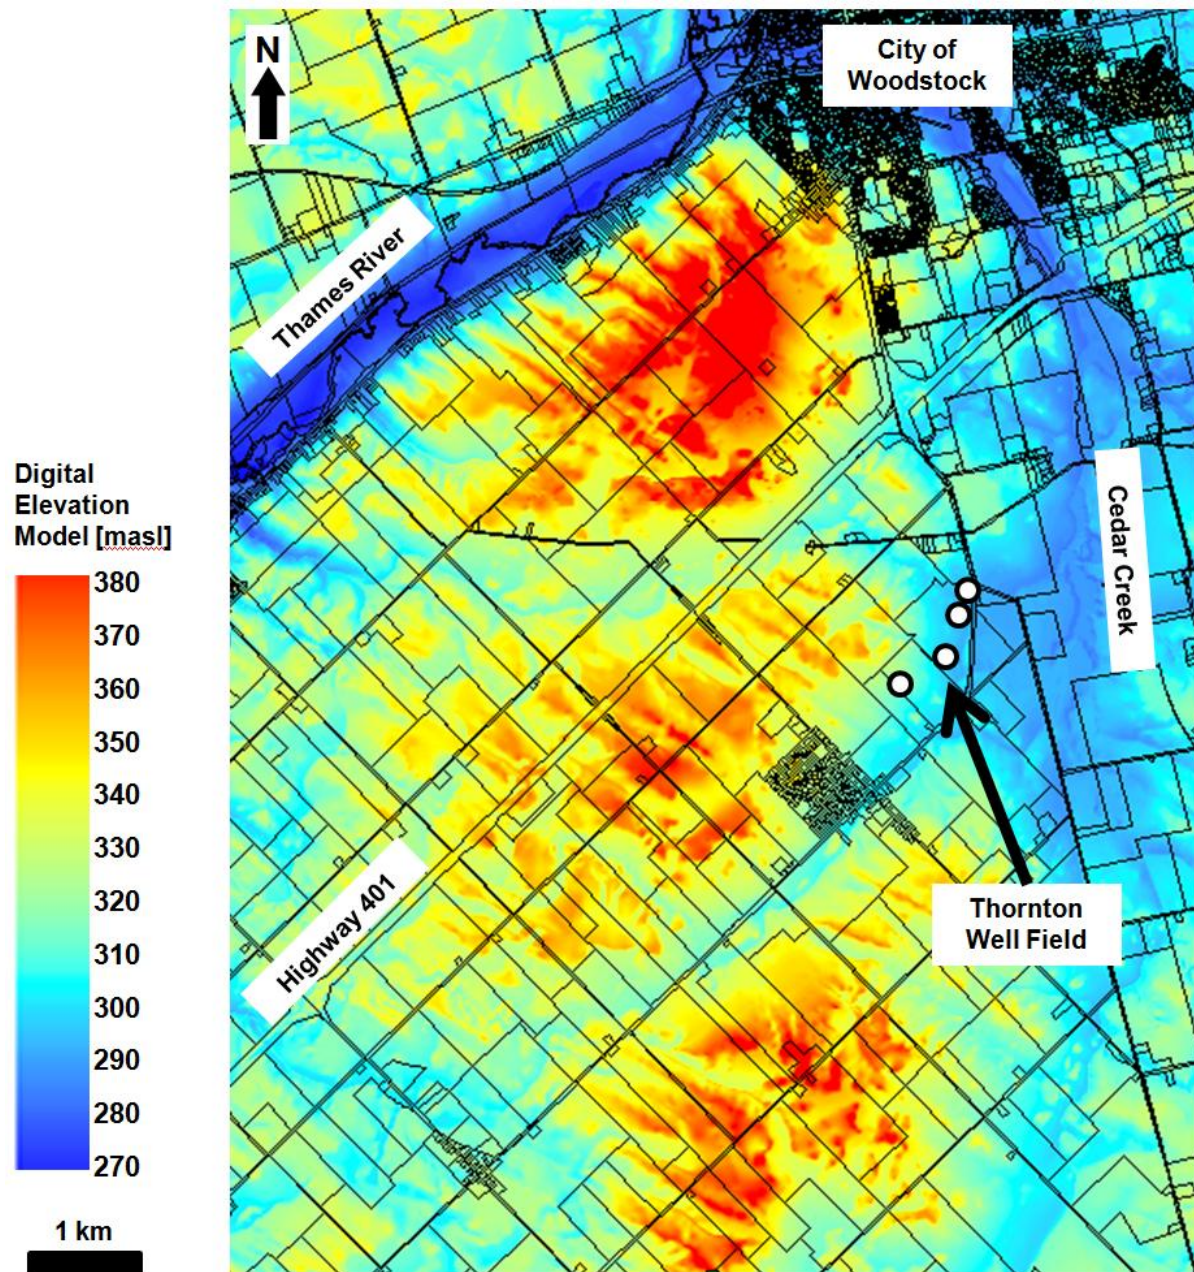 N
City of
Woodstock
Thames River
Digital
Elevation
Model [masl]
380
370
360
350
340
330
320
310
300
290
280
270
Cedar Creek
Highway 401
Thornton
Well Field
1 km